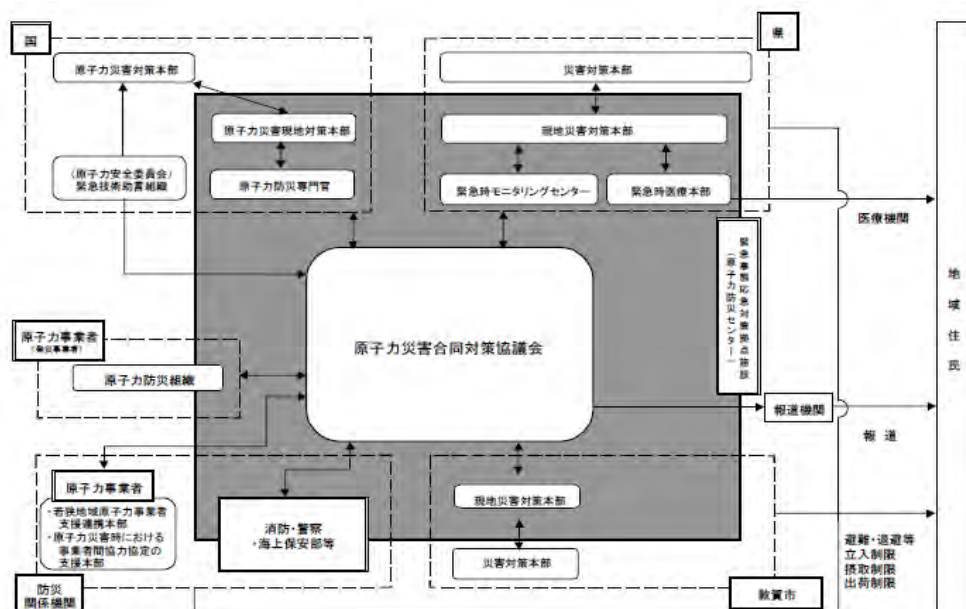 国
原子力災害対策本部
(原子力安全委員会)
緊急技術助言組織
原子力災害現地対策本部
原子力防災専門官
県
災害対策本部
現地災害対策本部
緊急時モニタリングセンター
緊急時医療本部
緊急事態応急対策拠点施設
(原子力防災センター)
医療機関
地域住民
原子力災害合同対策協議会
原子力事業者
(発災事業者)
原子力防災組織
報道機関
報道
原子力事業者
・若狭地域原子力事業者
支援連携本部
・原子力災害時における
事業者間協力協定の
支援本部
防災
関係機関
消防・警察
・海上保安部等
現地災害対策本部
災害対策本部
敦賀市
避難・退避等
立入制限
摂取制限
出荷制限